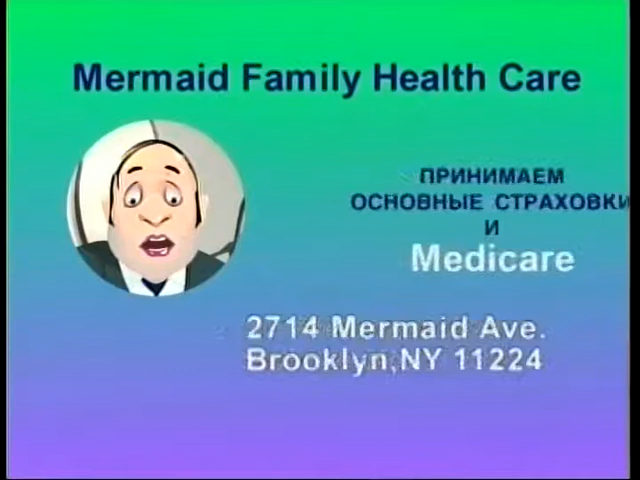 Mermaid Family Health Care
ПРИНИМАЕМ
ОСНОВНЫЕ СТРАХОВКИ
И
Medicare
2714 Mermaid Ave.
Brooklyn,NY 11224